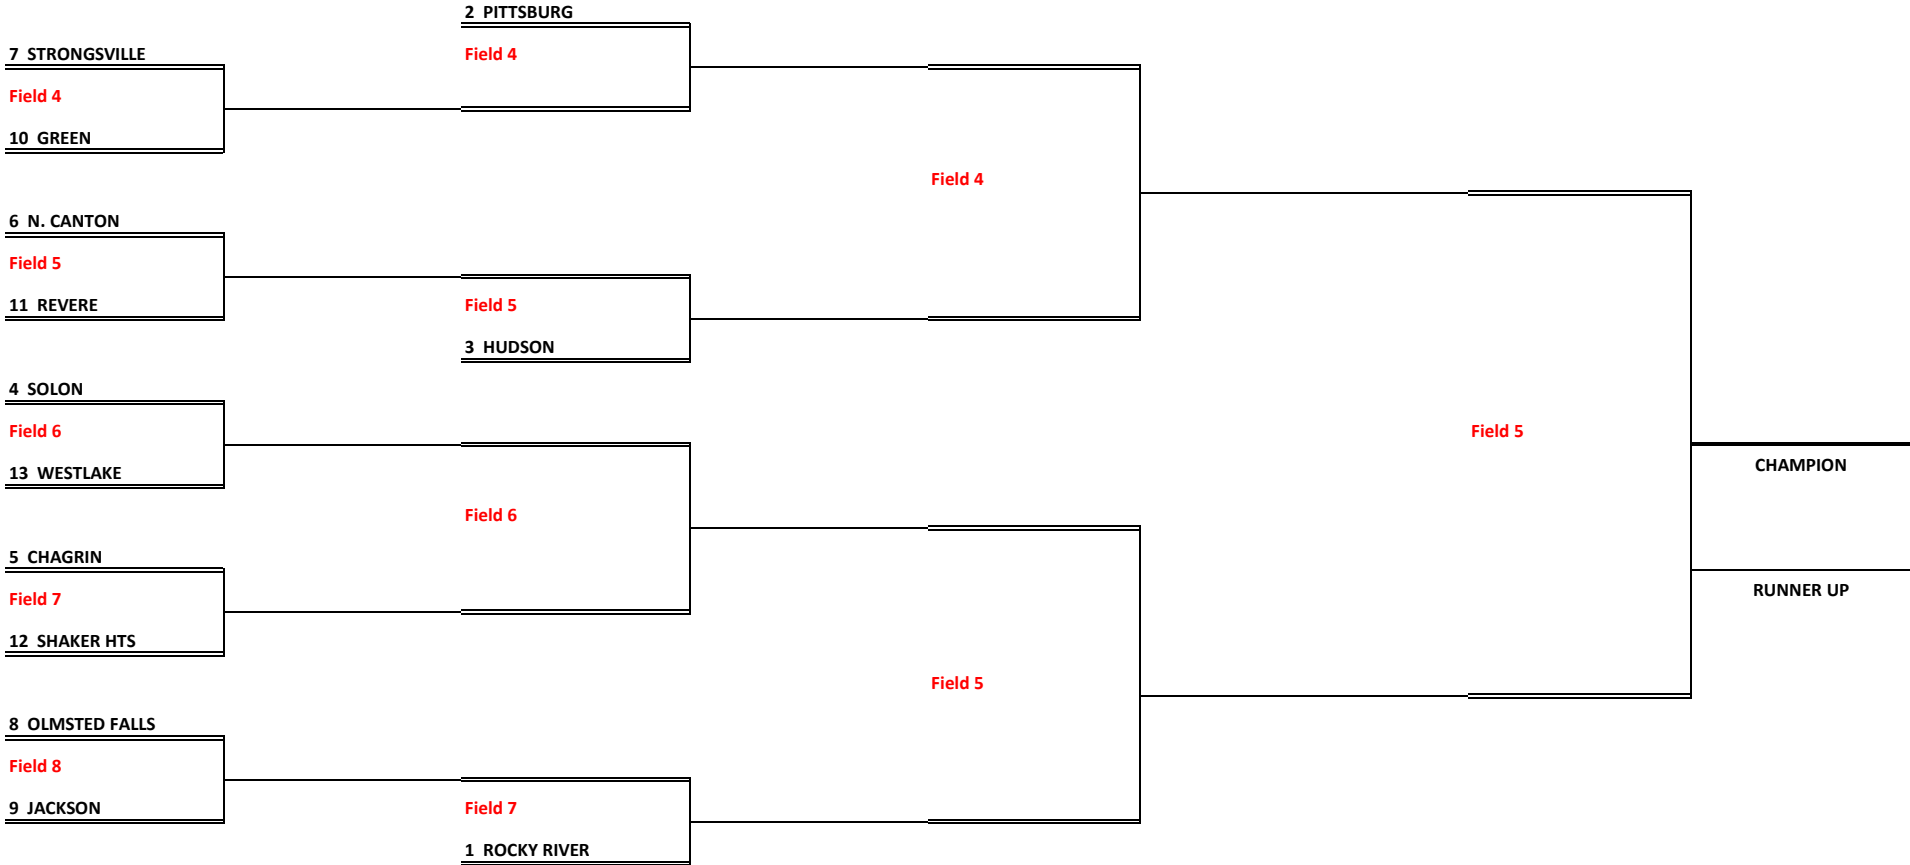 2 PITTSBURG
7 STRONGSVILLE
Field 4
Field 4
10 GREEN
Field 4
6 N. CANTON
Field 5
11 REVERE
Field 5
3 HUDSON
4 SOLON
Field 6
13 WESTLAKE
Field 6
5 CHAGRIN
Field 7
12 SHAKER HTS
Field 5
8 OLMSTED FALLS
Field 8
9 JACKSON
Field 7
1 ROCKY RIVER
Field 5
CHAMPION
RUNNER UP